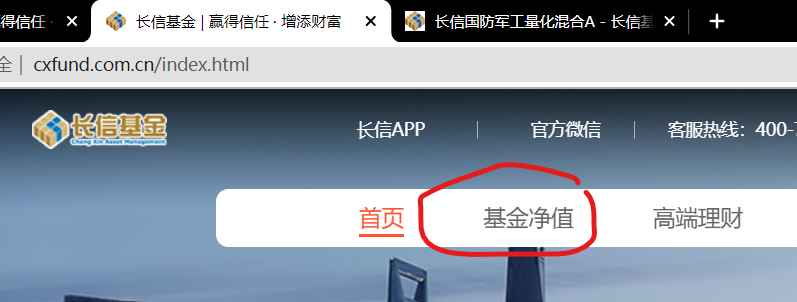 得信任 ·
长信基金 | 赢得信任 · 增添财富
长信国防军工量化混合A - 长信基
全 | cxfund.com.cn/index.html
长信基金
Chang Xin Asset Management
长信APP | 官方微信 | 客服热线：400-7
首页 基金净值 高端理财